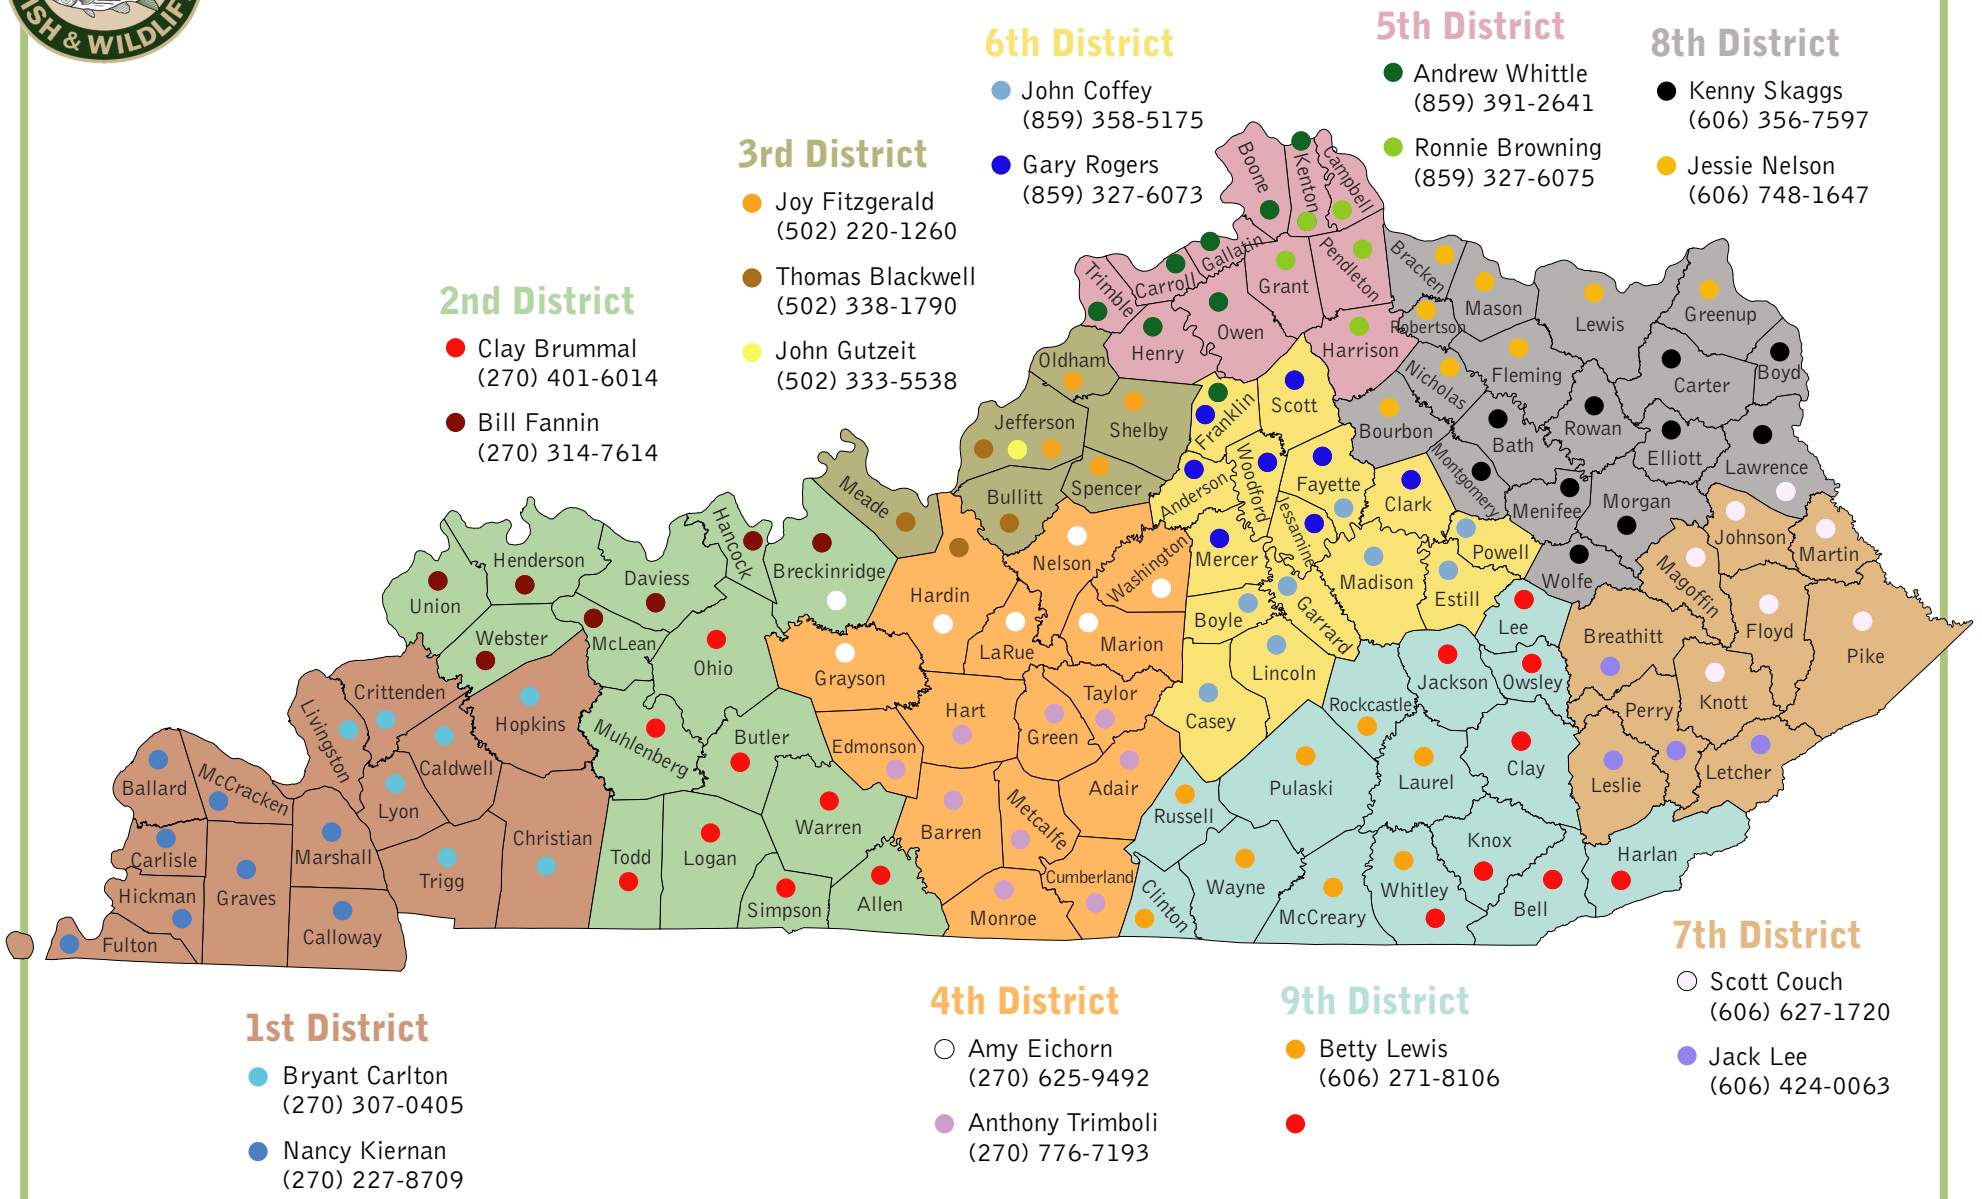 ISH & WILDLIF
6th District
John Coffey
(859) 358-5175
Gary Rogers
(859) 327-6073
5th District
Andrew Whittle
(859) 391-2641
Ronnie Browning
(859) 327-6075
8th District
Kenny Skaggs
(606) 356-7597
Jessie Nelson
(606) 748-1647
3rd District
Joy Fitzgerald
(502) 220-1260
Thomas Blackwell
(502) 338-1790
John Gutzeit
(502) 333-5538
2nd District
Clay Brummal
(270) 401-6014
Bill Fannin
(270) 314-7614
Boone
Kenton
Campbell
Trimble
Carroll
Gallatin
Grant
Pendleton
Owen
Henry
Harrison
Bracken
Mason
Robertson
Lewis
Greenup
Nicholas
Fleming
Carter
Boyd
Bourbon
Bath
Rowan
Elliott
Lawrence
Montgomery
Menifee
Morgan
Wolfe
Oldham
Jefferson
Shelby
Bullitt
Spencer
Meade
Franklin
Scott
Woodford
Fayette
Clark
Anderson
Jessamine
Mercer
Madison
Powell
Estill
Boyle
Garrard
Lincoln
Casey
Hancock
Henderson
Daviess
Breckinridge
Union
Webster
McLean
Ohio
Muhlenberg
Butler
Warren
Todd
Logan
Simpson
Allen
Hardin
Nelson
Washington
LaRue
Marion
Grayson
Hart
Taylor
Green
Edmonson
Adair
Barren
Metcalfe
Cumberland
Monroe
Johnson
Martin
Magoffin
Floyd
Pike
Breathitt
Knott
Perry
Leslie
Letcher
Lee
Jackson
Owsley
Rockcastle
Clay
Laurel
Pulaski
Russell
Knox
Harlan
Wayne
Clinton
McCreary
Whitley
Bell
Crittenden
Livingston
Hopkins
Caldwell
Lyon
Christian
Trigg
Ballard
McCracken
Carlisle
Marshall
Hickman
Graves
Calloway
Fulton
1st District
Bryant Carlton
(270) 307-0405
Nancy Kiernan
(270) 227-8709
4th District
Amy Eichorn
(270) 625-9492
Anthony Trimboli
(270) 776-7193
9th District
Betty Lewis
(606) 271-8106
7th District
Scott Couch
(606) 627-1720
Jack Lee
(606) 424-0063